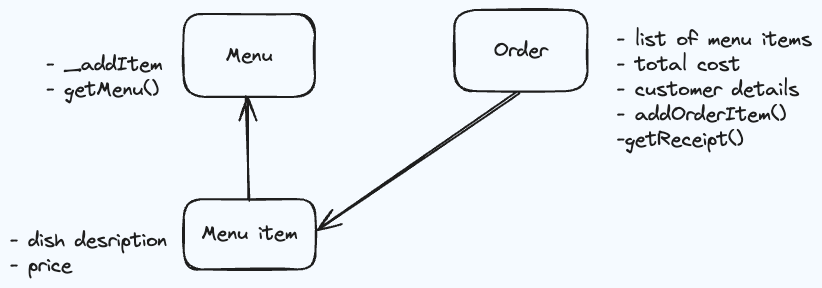 Menu
- _addItem
- getMenu()
Order
- list of menu items
- total cost
- customer details
- addOrderItem()
-getReceipt()
Menu item
- dish desription
- price